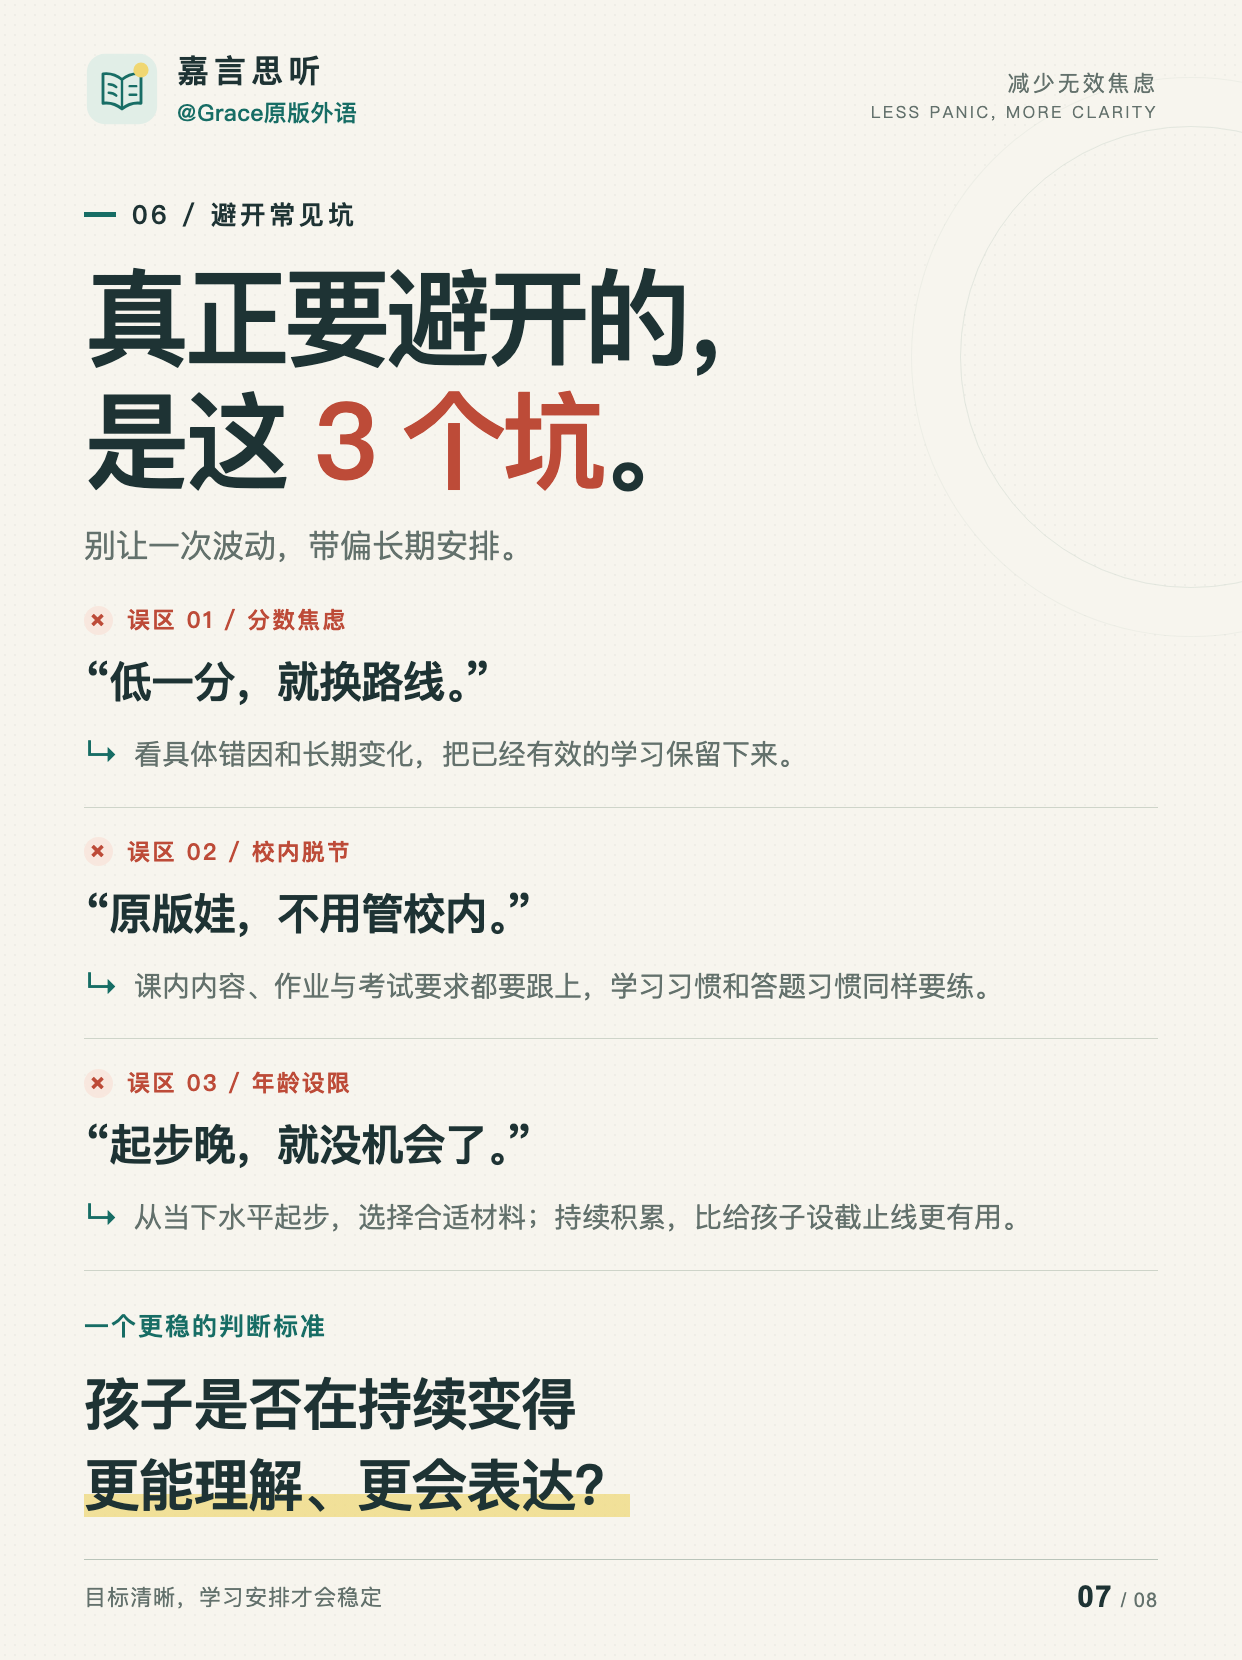 嘉言思听
@Grace原版外语
减少无效焦虑
LESS PANIC, MORE CLARITY
06 / 避开常见坑
真正要避开的，
是这 3 个坑。
别让一次波动，带偏长期安排。
误区 01 / 分数焦虑
“低一分，就换路线。”
看具体错因和长期变化，把已经有效的学习保留下来。
误区 02 / 校内脱节
“原版娃，不用管校内。”
课内内容、作业与考试要求都要跟上，学习习惯和答题习惯同样要练。
误区 03 / 年龄设限
“起步晚，就没机会了。”
从当下水平起步，选择合适材料；持续积累，比给孩子设截止线更有用。
一个更稳的判断标准
孩子是否在持续变得
更能理解、更会表达？
目标清晰，学习安排才会稳定
07 / 08